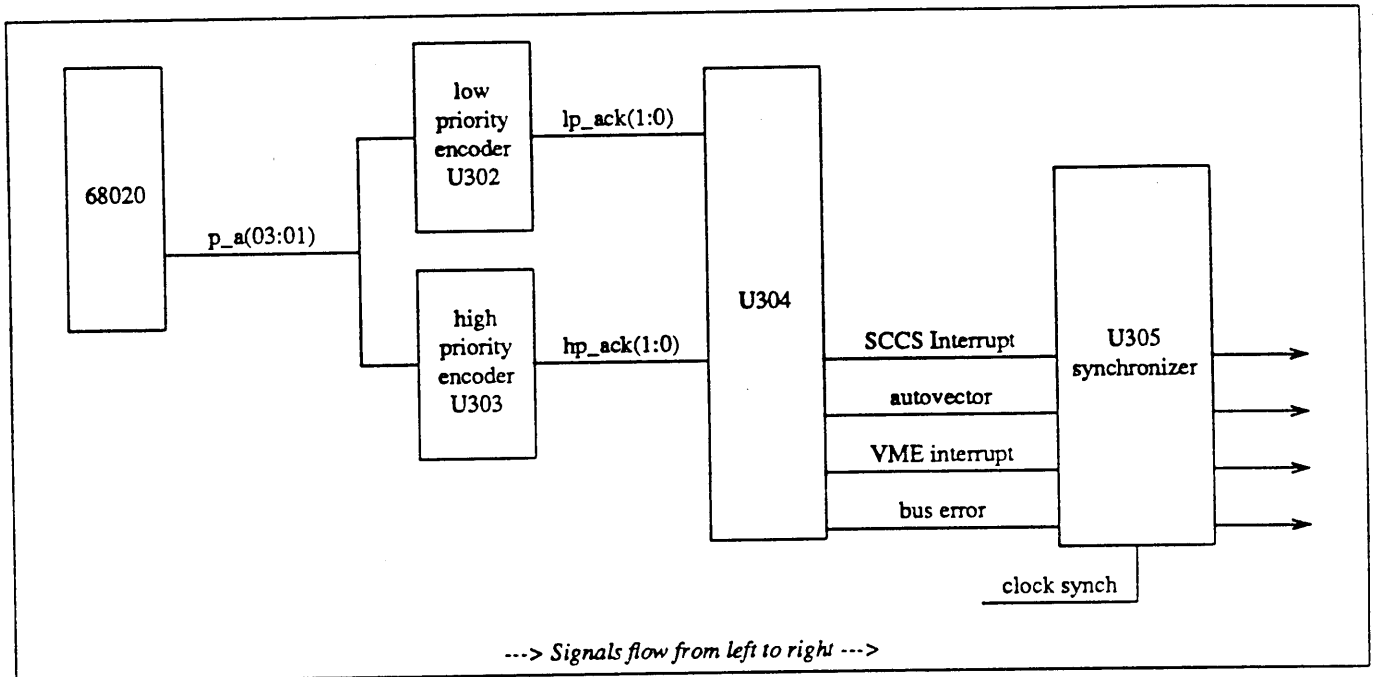 68020
p_a(03:01)
low
priority
encoder
U302
lp_ack(1:0)
high
priority
encoder
U303
hp_ack(1:0)
U304
SCCS Interrupt
autovector
VME interrupt
bus error
U305
synchronizer
clock synch
---> Signals flow from left to right --->